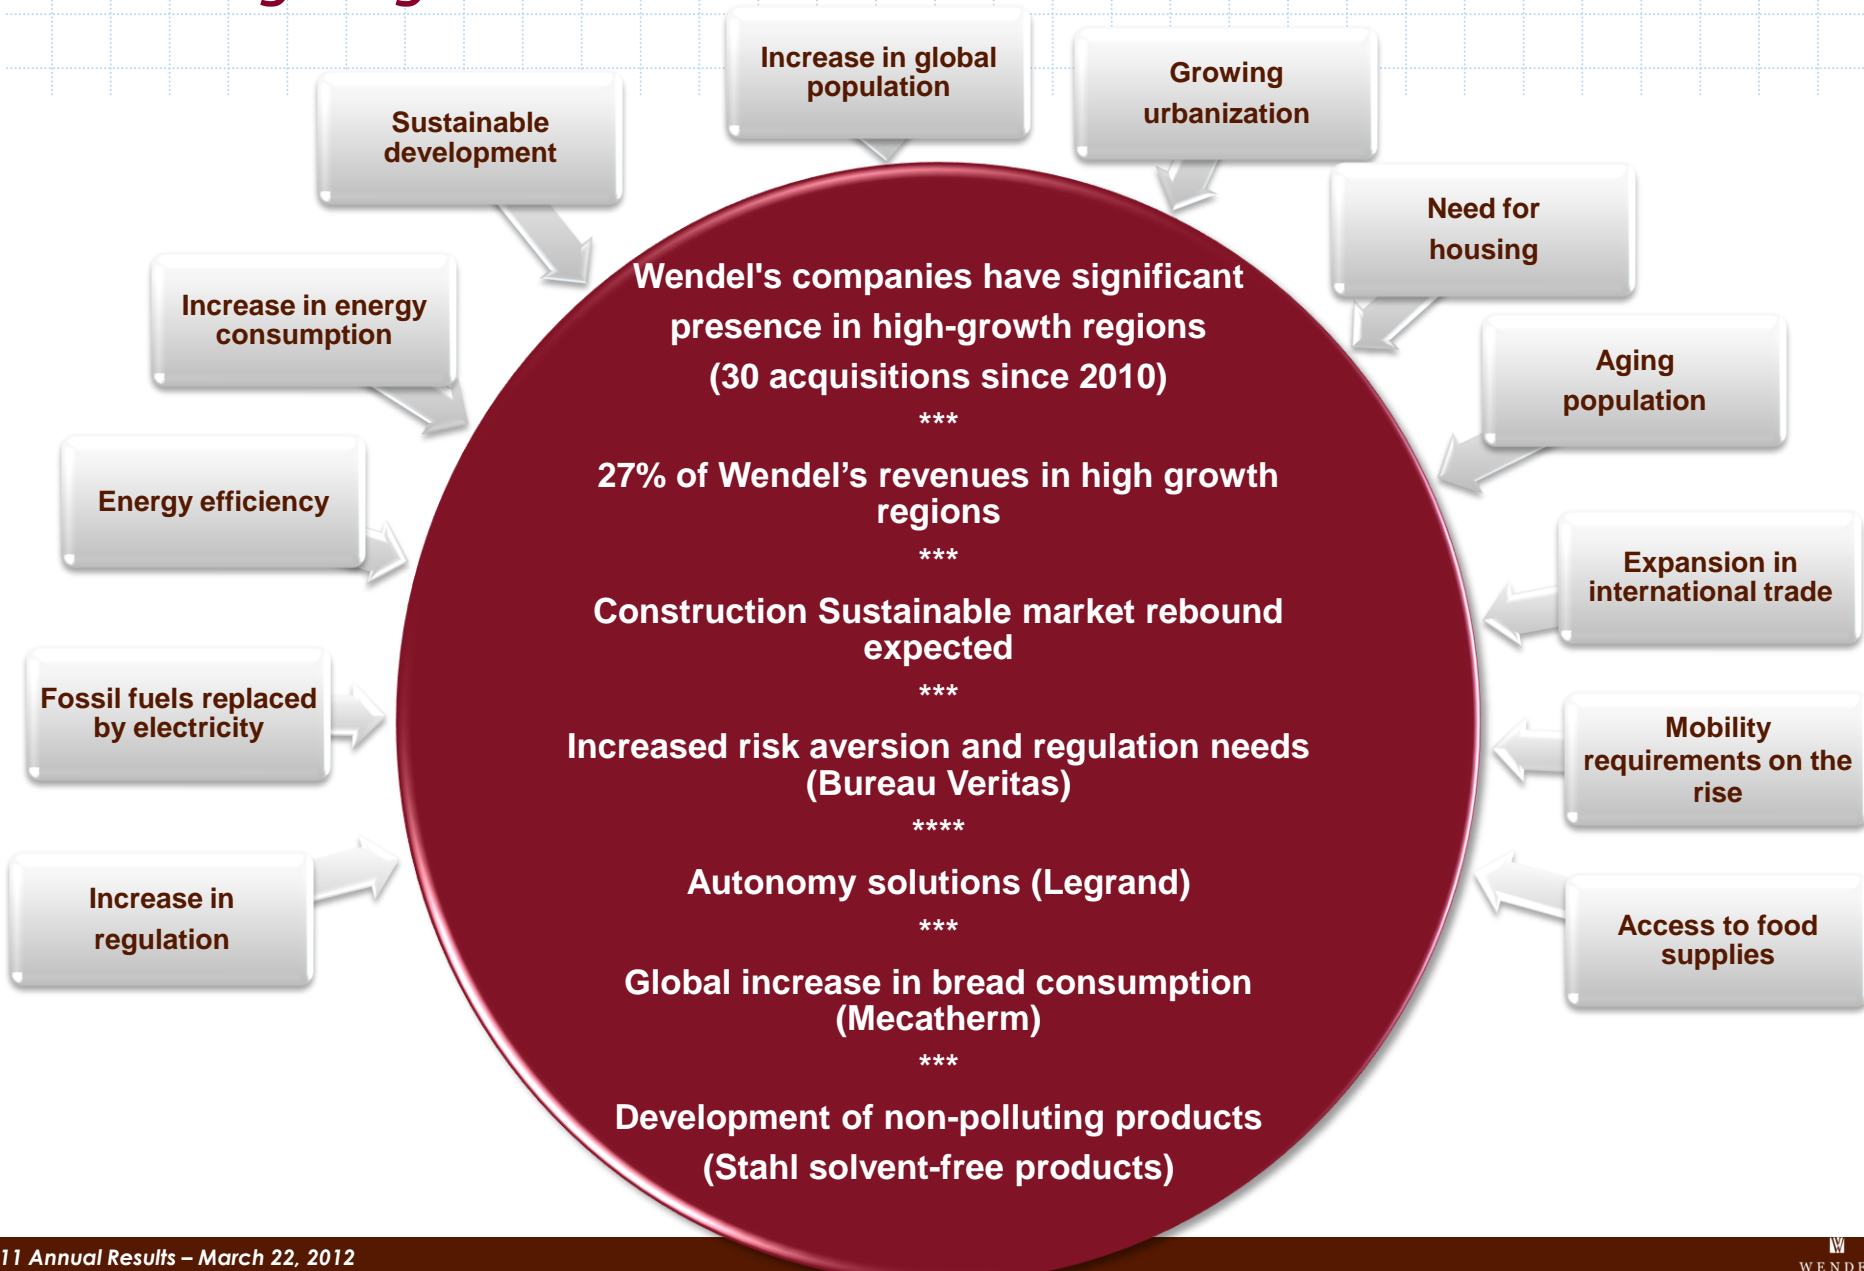 Increase in global
population
Growing
urbanization
Sustainable
development
Need for
housing
Increase in energy
consumption
Aging
population
Energy efficiency
Expansion in
international trade
Fossil fuels replaced
by electricity
Mobility
requirements on the
rise
Increase in
regulation
Access to food
supplies
Wendel's companies have significant
presence in high-growth regions
(30 acquisitions since 2010)
***
27% of Wendel’s revenues in high growth
regions
***
Construction Sustainable market rebound
expected
***
Increased risk aversion and regulation needs
(Bureau Veritas)
****
Autonomy solutions (Legrand)
***
Global increase in bread consumption
(Mecatherm)
***
Development of non-polluting products
(Stahl solvent-free products)
11 Annual Results – March 22, 2012
WENDE